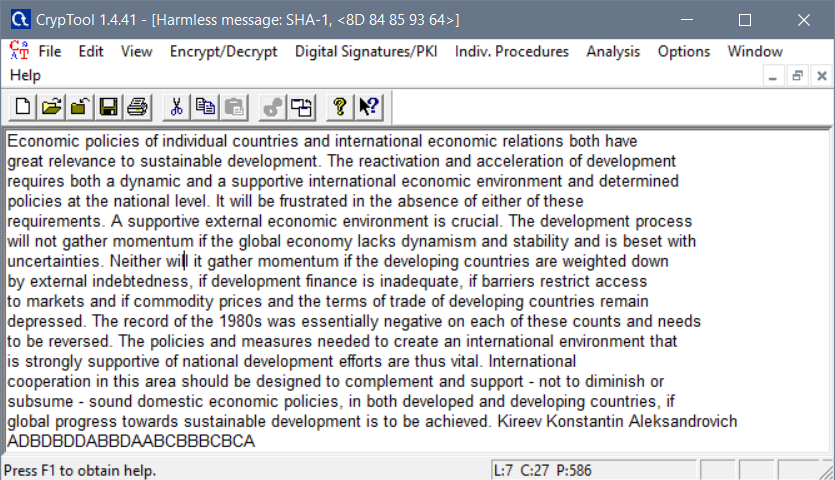 CrypTool 1.4.41 - [Harmless message: SHA-1, <8D 84 85 93 64>]
File Edit View Encrypt/Decrypt Digital Signatures/PKI Indiv. Procedures Analysis Options Window
Help
Economic policies of individual countries and international economic relations both have
great relevance to sustainable development. The reactivation and acceleration of development
requires both a dynamic and a supportive international economic environment and determined
policies at the national level. It will be frustrated in the absence of either of these
requirements. A supportive external economic environment is crucial. The development process
will not gather momentum if the global economy lacks dynamism and stability and is beset with
uncertainties. Neither will it gather momentum if the developing countries are weighted down
by external indebtedness, if development finance is inadequate, if barriers restrict access
to markets and if commodity prices and the terms of trade of developing countries remain
depressed. The record of the 1980s was essentially negative on each of these counts and needs
to be reversed. The policies and measures needed to create an international environment that
is strongly supportive of national development efforts are thus vital. International
cooperation in this area should be designed to complement and support - not to diminish or
subsume - sound domestic economic policies, in both developed and developing countries, if
global progress towards sustainable development is to be achieved. Kireev Konstantin Aleksandrovich
ADBDBDDABBDAABCBBBCBCA
Press F1 to obtain help. L:7 C:27 P:586